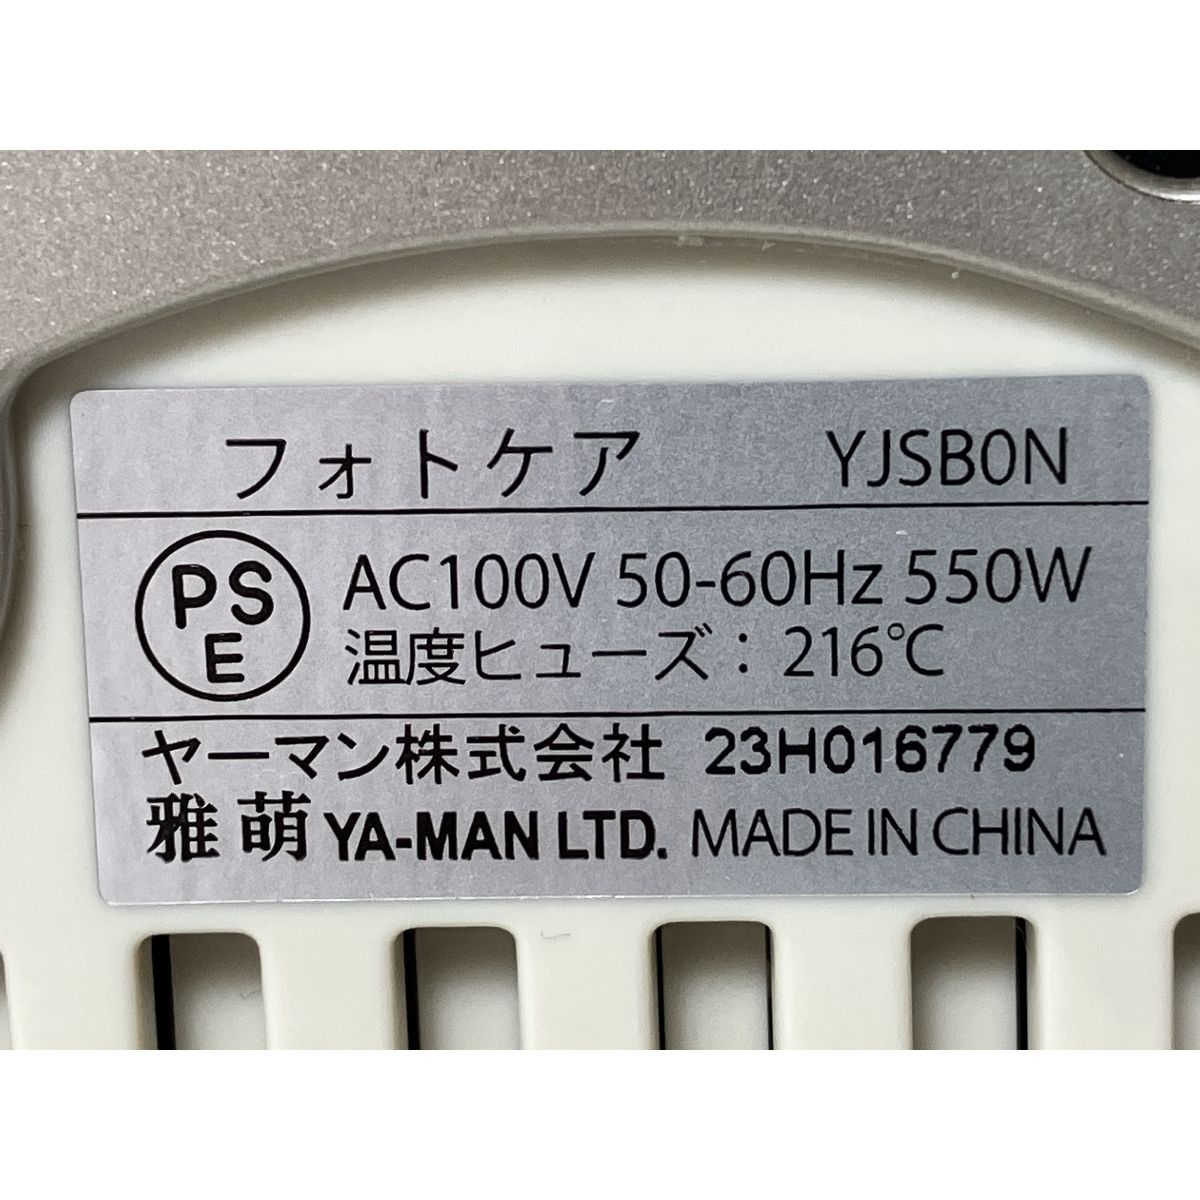 フォトケア YJSB0N
PS
E
AC100V 50-60Hz 550W
温度ヒューズ：216℃
ヤーマン株式会社 23H016779
雅萌 YA-MAN LTD. MADE IN CHINA